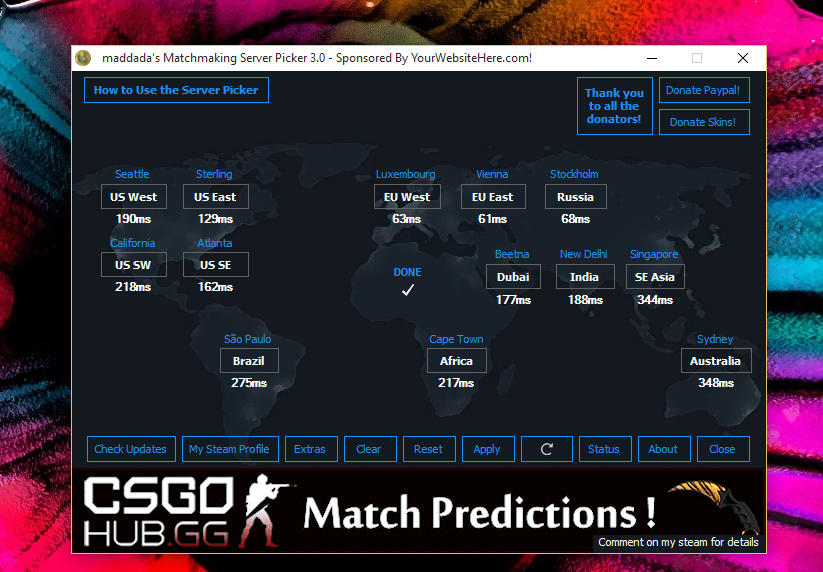 maddada's Matchmaking Server Picker 3.0 - Sponsored By YourWebsiteHere.com!
How to Use the Server Picker
Thank you
to all the
donators!
Donate Paypal!
Donate Skins!
Seattle
US West
190ms
Sterling
US East
129ms
Luxembourg
EU West
63ms
Vienna
EU East
61ms
Stockholm
Russia
68ms
California
US SW
218ms
Atlanta
US SE
162ms
DONE
Beetna
Dubai
177ms
New Delhi
India
188ms
Singapore
SE Asia
344ms
São Paulo
Brazil
275ms
Cape Town
Africa
217ms
Sydney
Australia
348ms
Check Updates
My Steam Profile
Extras
Clear
Reset
Apply
Status
About
Close
CSGO
HUB.GG
Match Predictions !
Comment on my steam for details